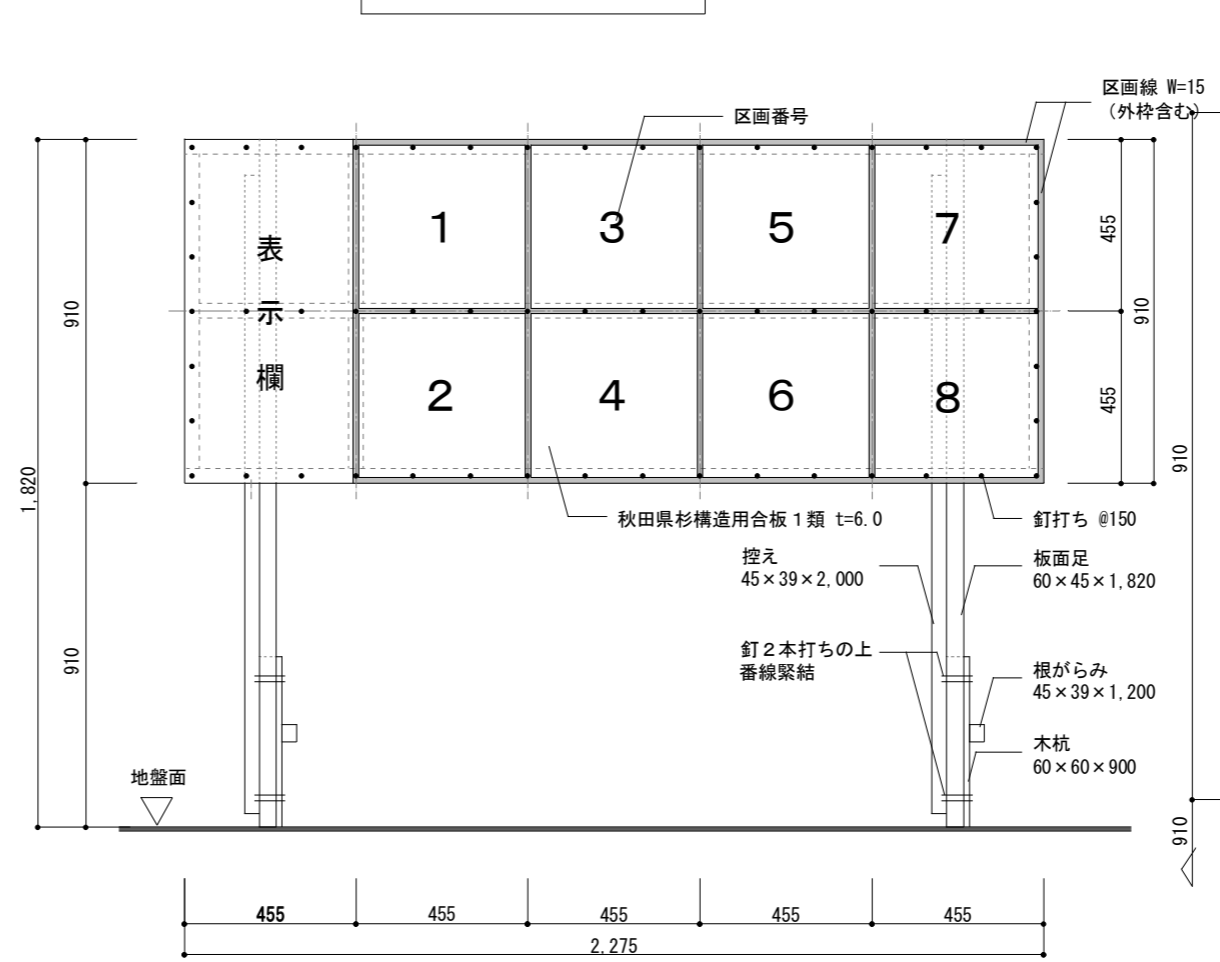 区画線 W=15
（外枠含む）
区画番号
1
3
5
7
表
示
欄
2
4
6
8
910
1,820
910
455
455
910
910
910
秋田県杉構造用合板１類 t=6.0
釘打ち @150
控え
45×39×2,000
板面足
60×45×1,820
釘２本打ちの上
番線緊結
根がらみ
45×39×1,200
木杭
60×60×900
地盤面
455
455
455
455
455
2,275